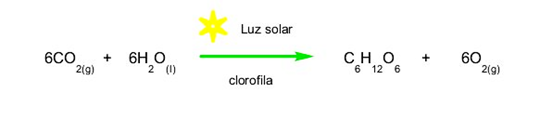 Luz solar
6CO2(g) + 6H2O(l) C6H12O6 + 6O2(g)
clorofila